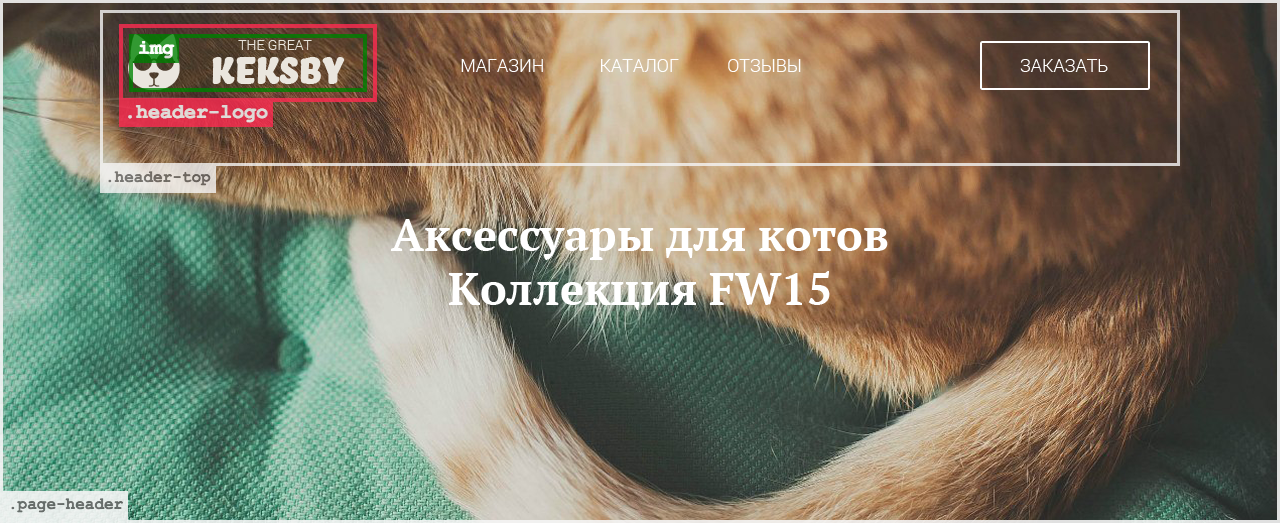 img
THE GREAT
KEKSBY
.header-logo
МАГАЗИН
КАТАЛОГ
ОТЗЫВЫ
ЗАКАЗАТЬ
.header-top
Аксессуары для котов
Коллекция FW15
.page-header